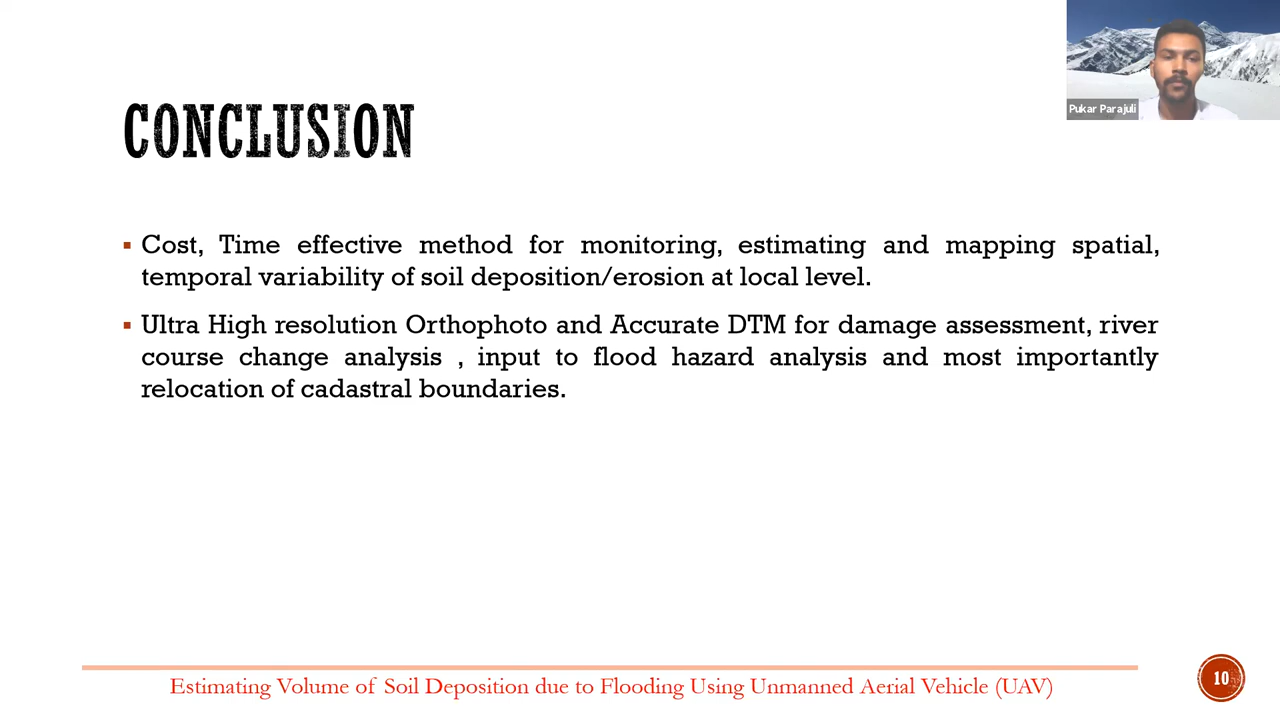 Pukar Parajuli
CONCLUSION
▪ Cost, Time effective method for monitoring, estimating and mapping spatial,
temporal variability of soil deposition/erosion at local level.
▪ Ultra High resolution Orthophoto and Accurate DTM for damage assessment, river
course change analysis , input to flood hazard analysis and most importantly
relocation of cadastral boundaries.
Estimating Volume of Soil Deposition due to Flooding Using Unmanned Aerial Vehicle (UAV)
10